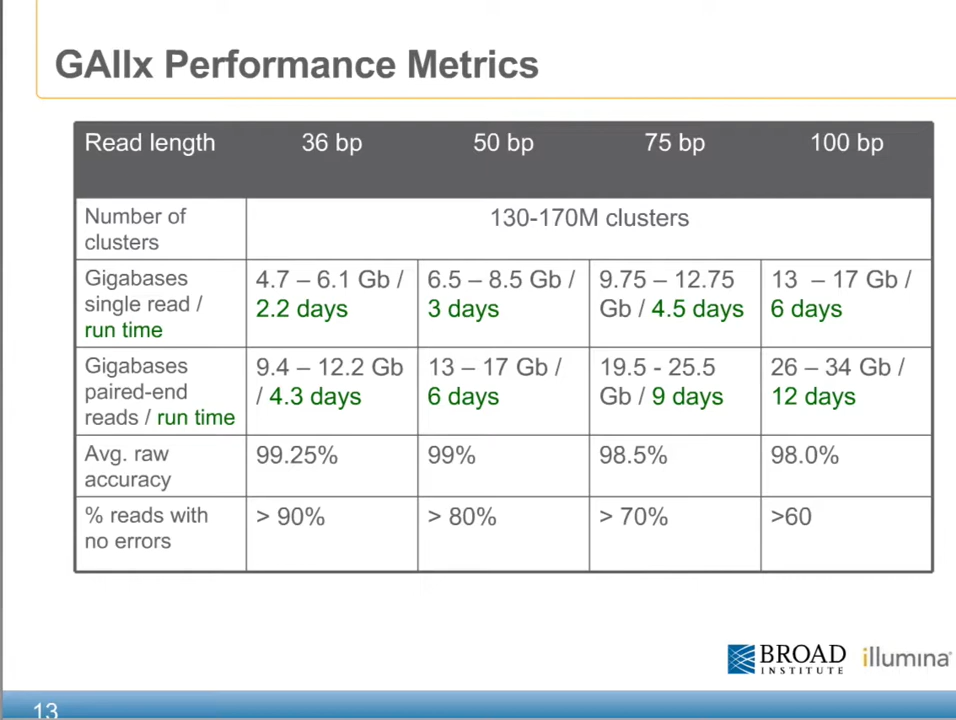 GAIIx Performance Metrics
Read length 36 bp 50 bp 75 bp 100 bp
Number of
clusters
130-170M clusters
Gigabases
single read /
run time
4.7 – 6.1 Gb /
2.2 days
6.5 – 8.5 Gb /
3 days
9.75 – 12.75
Gb / 4.5 days
13 – 17 Gb /
6 days
Gigabases
paired-end
reads / run time
9.4 – 12.2 Gb
/ 4.3 days
13 – 17 Gb /
6 days
19.5 - 25.5
Gb / 9 days
26 – 34 Gb /
12 days
Avg. raw
accuracy
99.25%
99%
98.5%
98.0%
% reads with
no errors
> 90%
> 80%
> 70%
>60
BROAD
INSTITUTE
illumina®
13